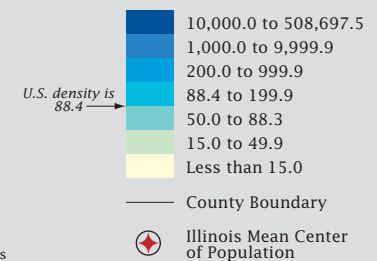 10,000.0 to 508,697.5
1,000.0 to 9,999.9
200.0 to 999.9
U.S. density is
88.4
88.4 to 199.9
50.0 to 88.3
15.0 to 49.9
Less than 15.0
County Boundary
Illinois Mean Center
of Population
s